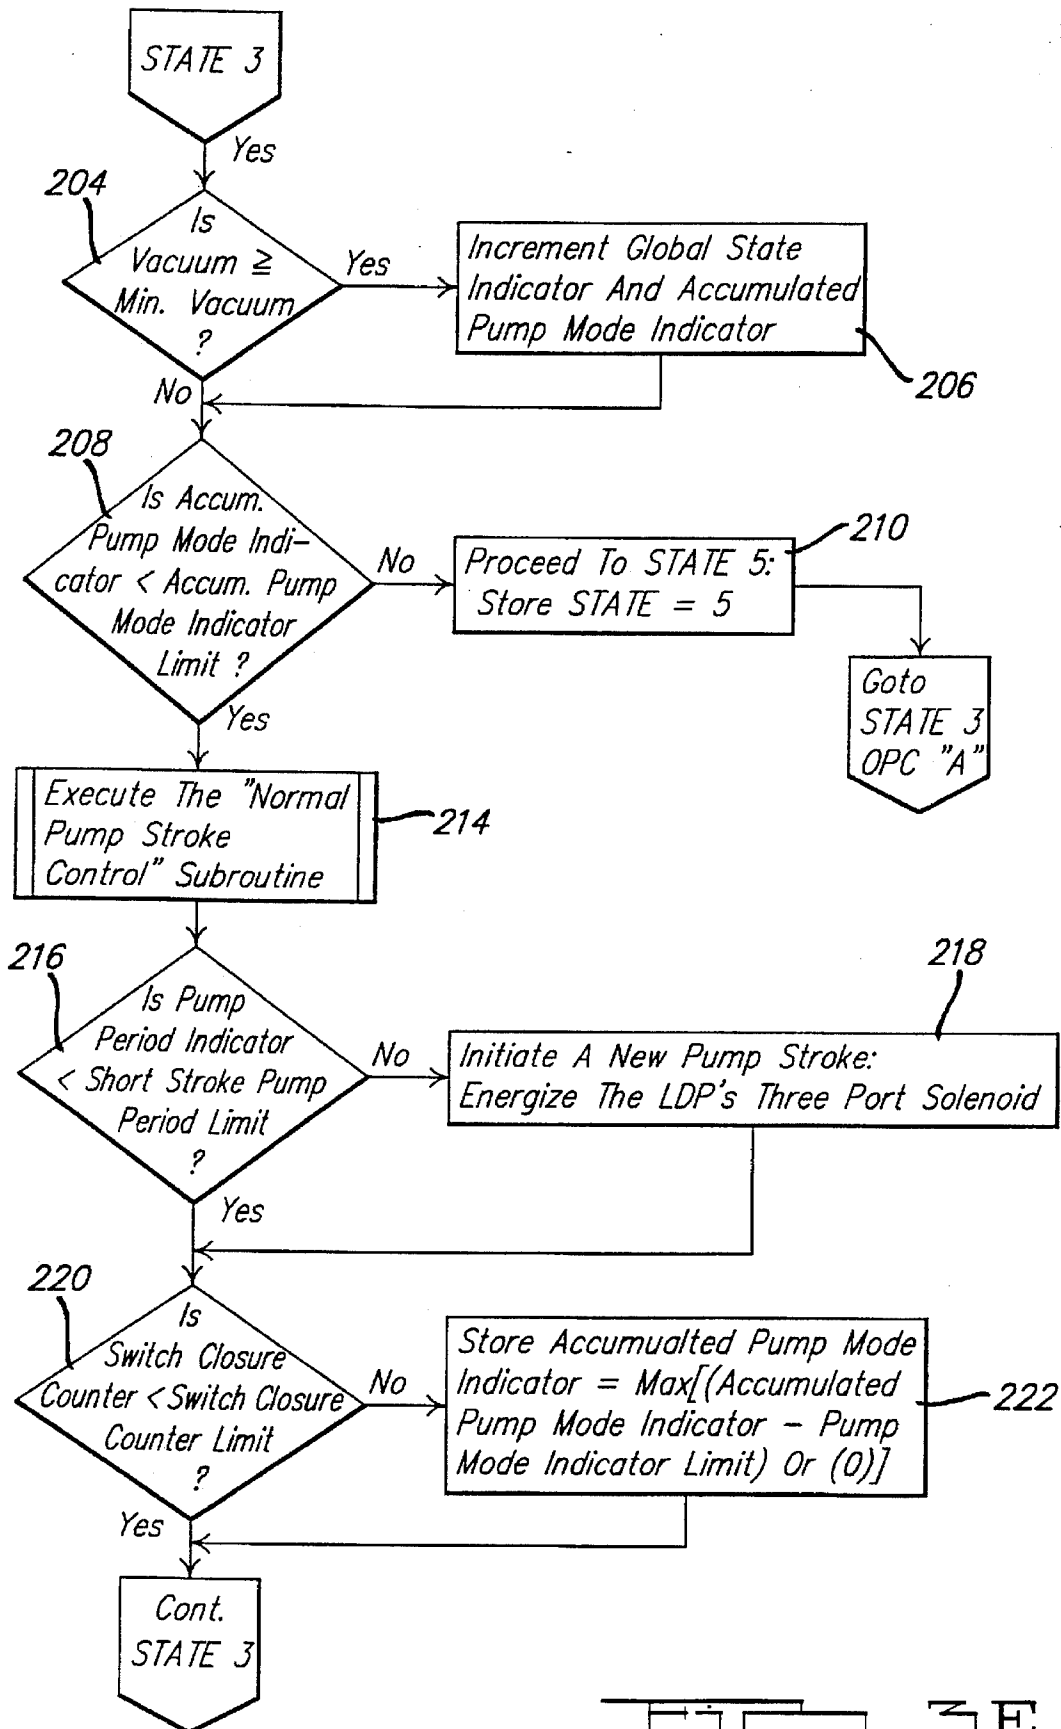 STATE 3
Yes
204
Is
Vacuum ≧
Min. Vacuum
?
Yes
Increment Global State
Indicator And Accumulated
Pump Mode Indicator
206
No
208
Is Accum.
Pump Mode Indi-
cator < Accum. Pump
Mode Indicator
Limit ?
No
Proceed To STATE 5:
Store STATE = 5
210
Goto
STATE 3
OPC "A"
Yes
Execute The "Normal
Pump Stroke
Control" Subroutine
214
216
Is Pump
Period Indicator
< Short Stroke Pump
Period Limit
?
No
218
Initiate A New Pump Stroke:
Energize The LDP's Three Port Solenoid
Yes
220
Is
Switch Closure
Counter < Switch Closure
Counter Limit
?
No
Store Accumualted Pump Mode
Indicator = Max[(Accumulated
Pump Mode Indicator - Pump
Mode Indicator Limit) Or (0)]
222
Yes
Cont.
STATE 3